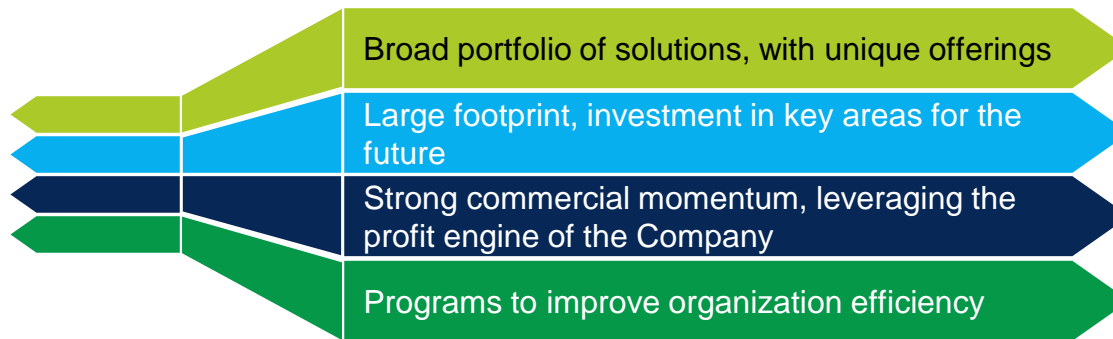 Broad portfolio of solutions, with unique offerings
Large footprint, investment in key areas for the
future
Strong commercial momentum, leveraging the
profit engine of the Company
Programs to improve organization efficiency